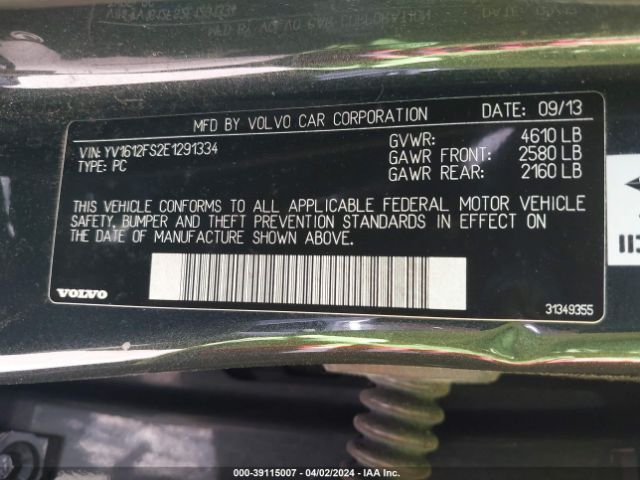 MFD BY VOLVO CAR CORPORATION DATE: 09/13
VIN: YV1612FS2E1291334 GVWR: 4610 LB
TYPE: PC GAWR FRONT: 2580 LB
GAWR REAR: 2160 LB
THIS VEHICLE CONFORMS TO ALL APPLICABLE FEDERAL MOTOR VEHICLE
SAFETY, BUMPER AND THEFT PREVENTION STANDARDS IN EFFECT ON
THE DATE OF MANUFACTURE SHOWN ABOVE.
VOLVO 31349355
000-39115007 - 04/02/2024 - IAA Inc.